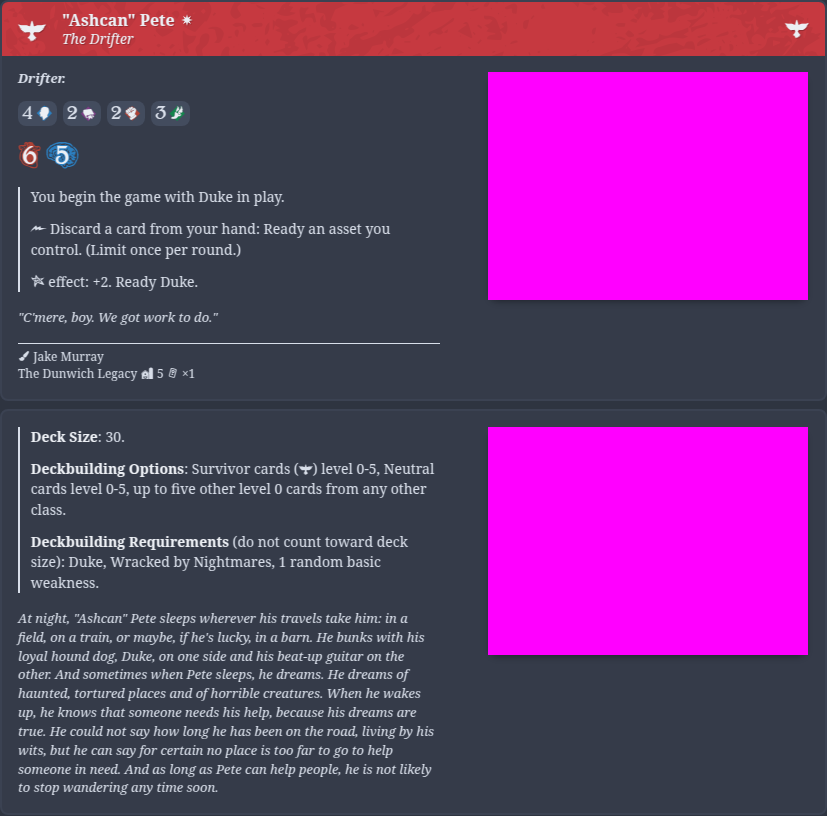 "Ashcan" Pete
The Drifter
Drifter.
4 2 2 3
6 5
You begin the game with Duke in play.
Discard a card from your hand: Ready an asset you
control. (Limit once per round.)
effect: +2. Ready Duke.
"C'mere, boy. We got work to do."
Jake Murray
The Dunwich Legacy 5 ×1
Deck Size: 30.
Deckbuilding Options: Survivor cards () level 0-5, Neutral
cards level 0-5, up to five other level 0 cards from any other
class.
Deckbuilding Requirements (do not count toward deck
size): Duke, Wracked by Nightmares, 1 random basic
weakness.
At night, "Ashcan" Pete sleeps wherever his travels take him: in a
field, on a train, or maybe, if he's lucky, in a barn. He bunks with his
loyal hound dog, Duke, on one side and his beat-up guitar on the
other. And sometimes when Pete sleeps, he dreams. He dreams of
haunted, tortured places and of horrible creatures. When he wakes
up, he knows that someone needs his help, because his dreams are
true. He could not say how long he has been on the road, living by his
wits, but he can say for certain no place is too far to go to help
someone in need. And as long as Pete can help people, he is not likely
to stop wandering any time soon.